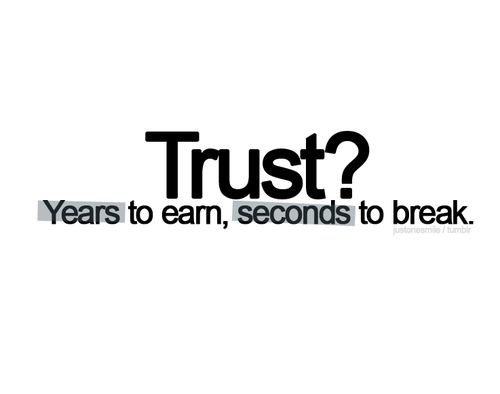 Trust?
Years to earn, seconds to break.
justonesmile / tumblr